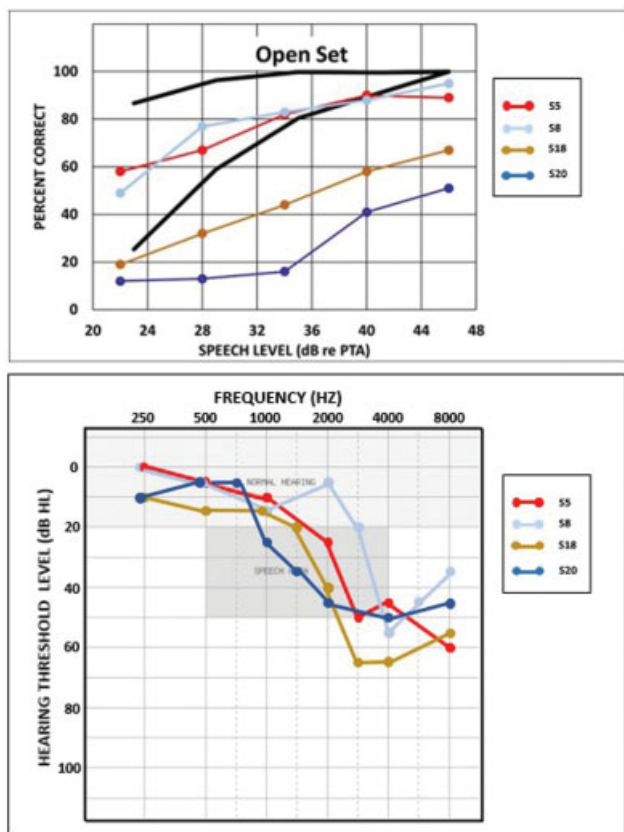 Open Set
PERCENT CORRECT
100
80
60
40
20
0
20 24 28 32 36 40 44 48
SPEECH LEVEL (dB re PTA)
S5
S8
S18
S20
FREQUENCY (HZ)
250 500 1000 2000 4000 8000
HEARING THRESHOLD LEVEL (dB HL)
0
20
40
60
80
100
NORMAL HEARING
SPEECH
S5
S8
S18
S20